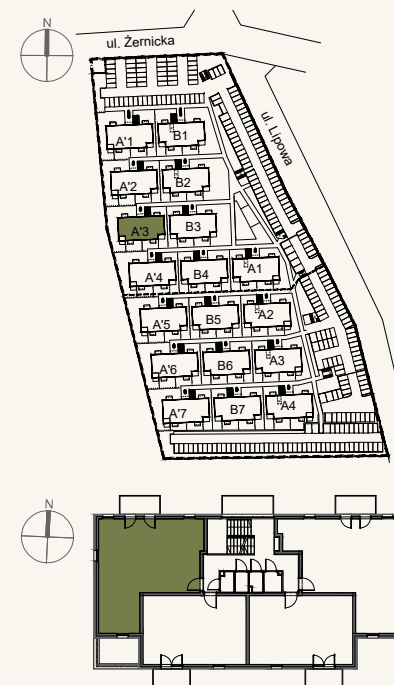 N
ul. Żernicka
ul. Lipowa
A'1 B1
A'2 B2
A'3 B3
A'4 B4 A1
A'5 B5 A2
A'6 B6 A3
A'7 B7 A4
N